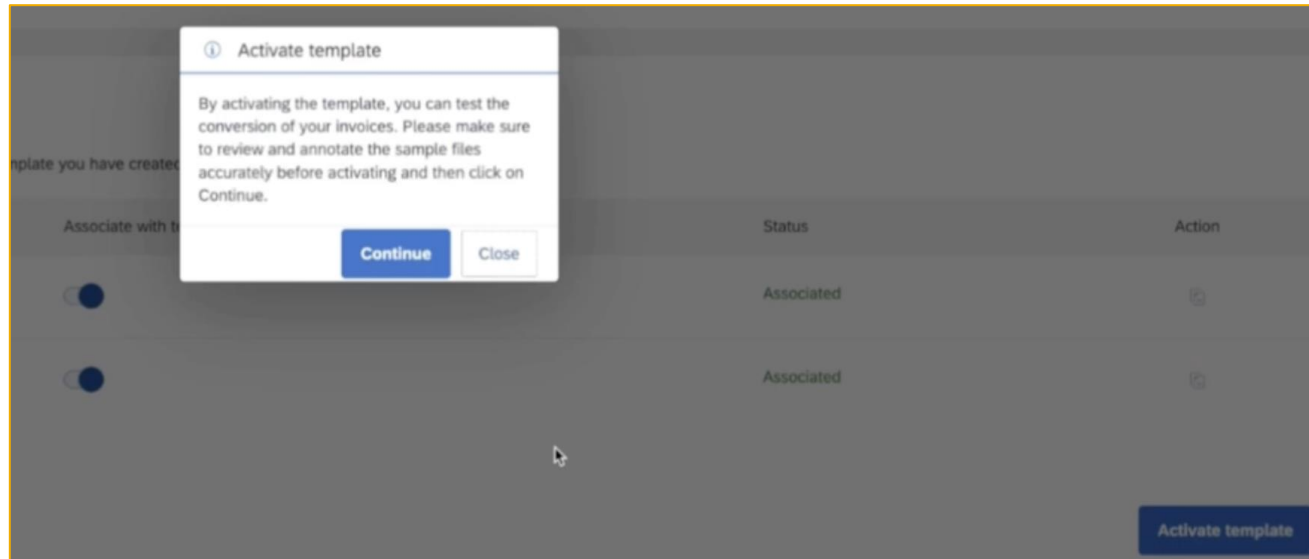 Activate template
By activating the template, you can test the
conversion of your invoices. Please make sure
to review and annotate the sample files
accurately before activating and then click on
Continue.
Continue Close
plate you have created
Associate with Status Action
Associated
Associated
Activate template